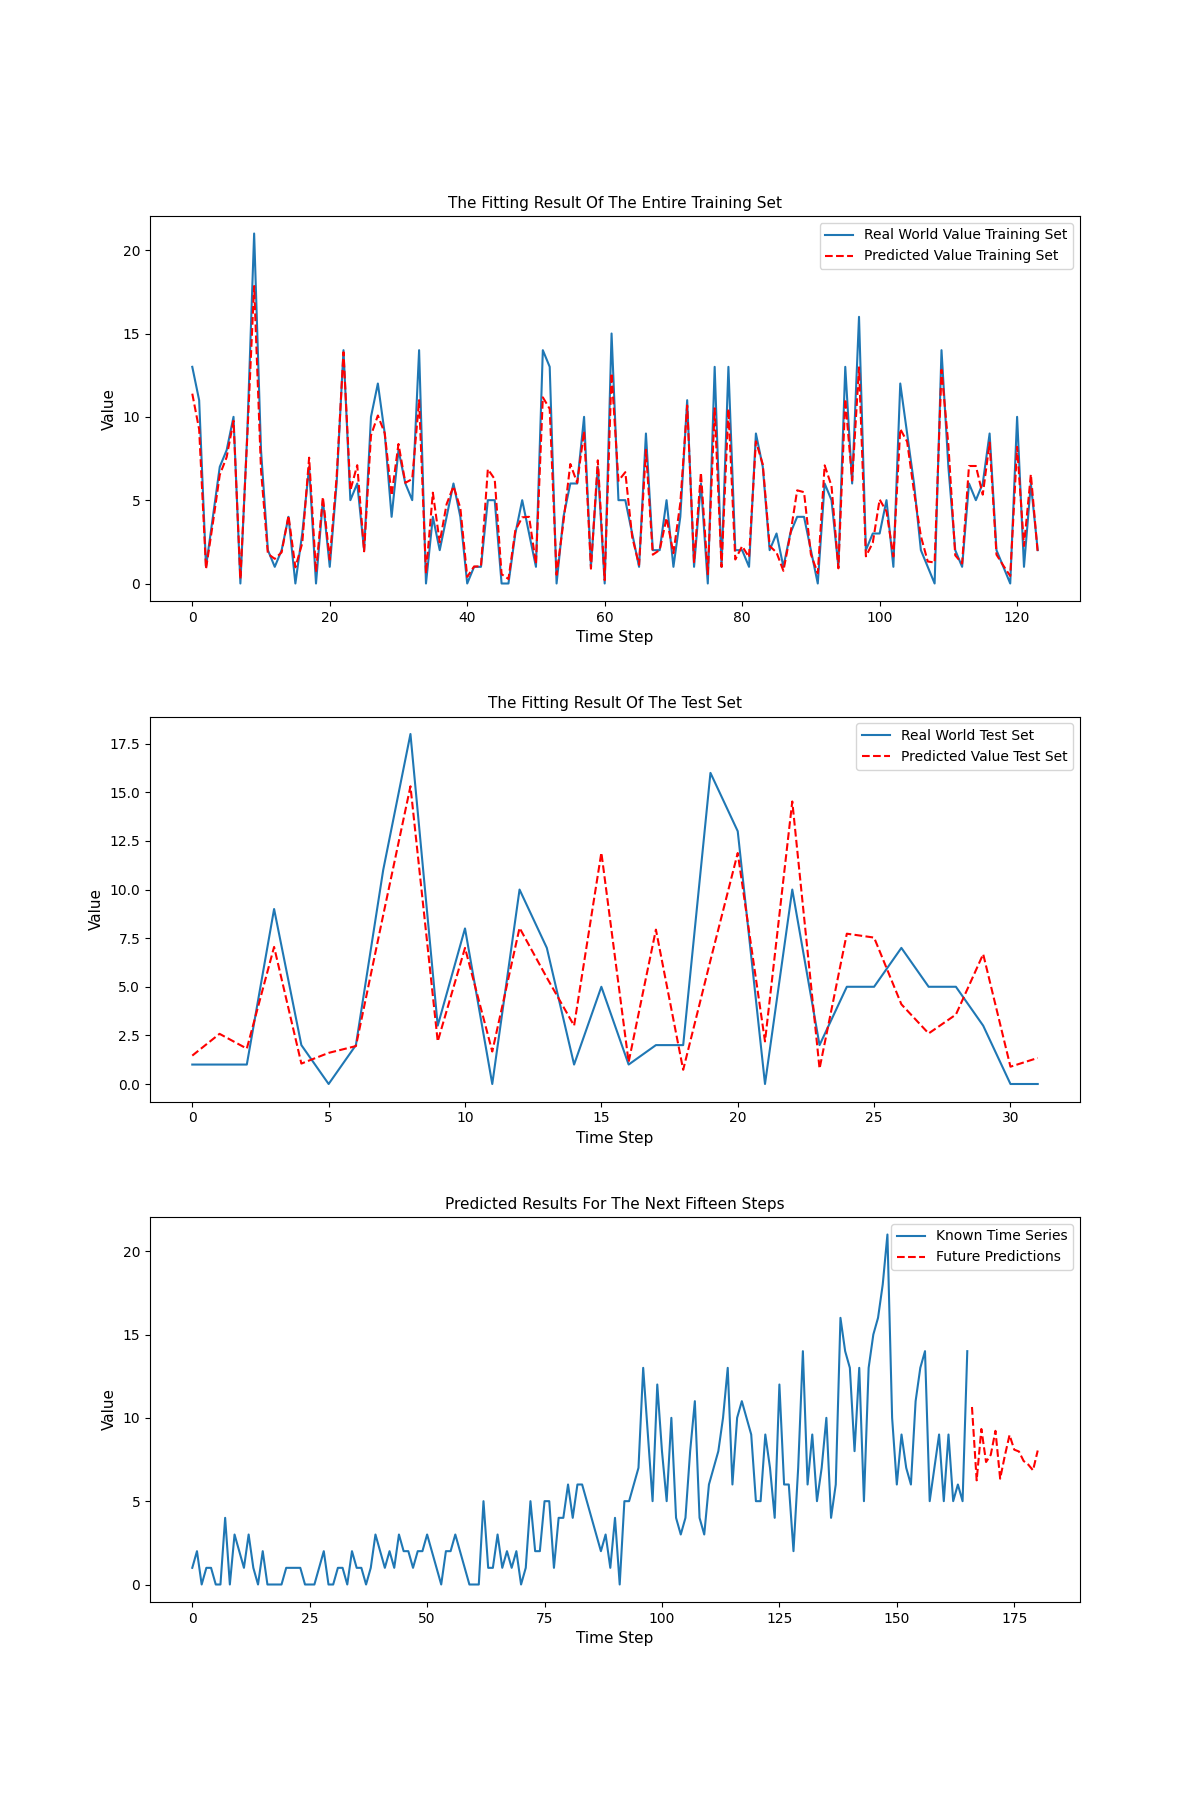 The Fitting Result Of The Entire Training Set
Real World Value Training Set
Predicted Value Training Set
Value
20
15
10
5
0
0 20 40 60 80 100 120
Time Step
The Fitting Result Of The Test Set
Real World Test Set
Predicted Value Test Set
Value
17.5
15.0
12.5
10.0
7.5
5.0
2.5
0.0
0 5 10 15 20 25 30
Time Step
Predicted Results For The Next Fifteen Steps
Known Time Series
Future Predictions
Value
20
15
10
5
0
0 25 50 75 100 125 150 175
Time Step